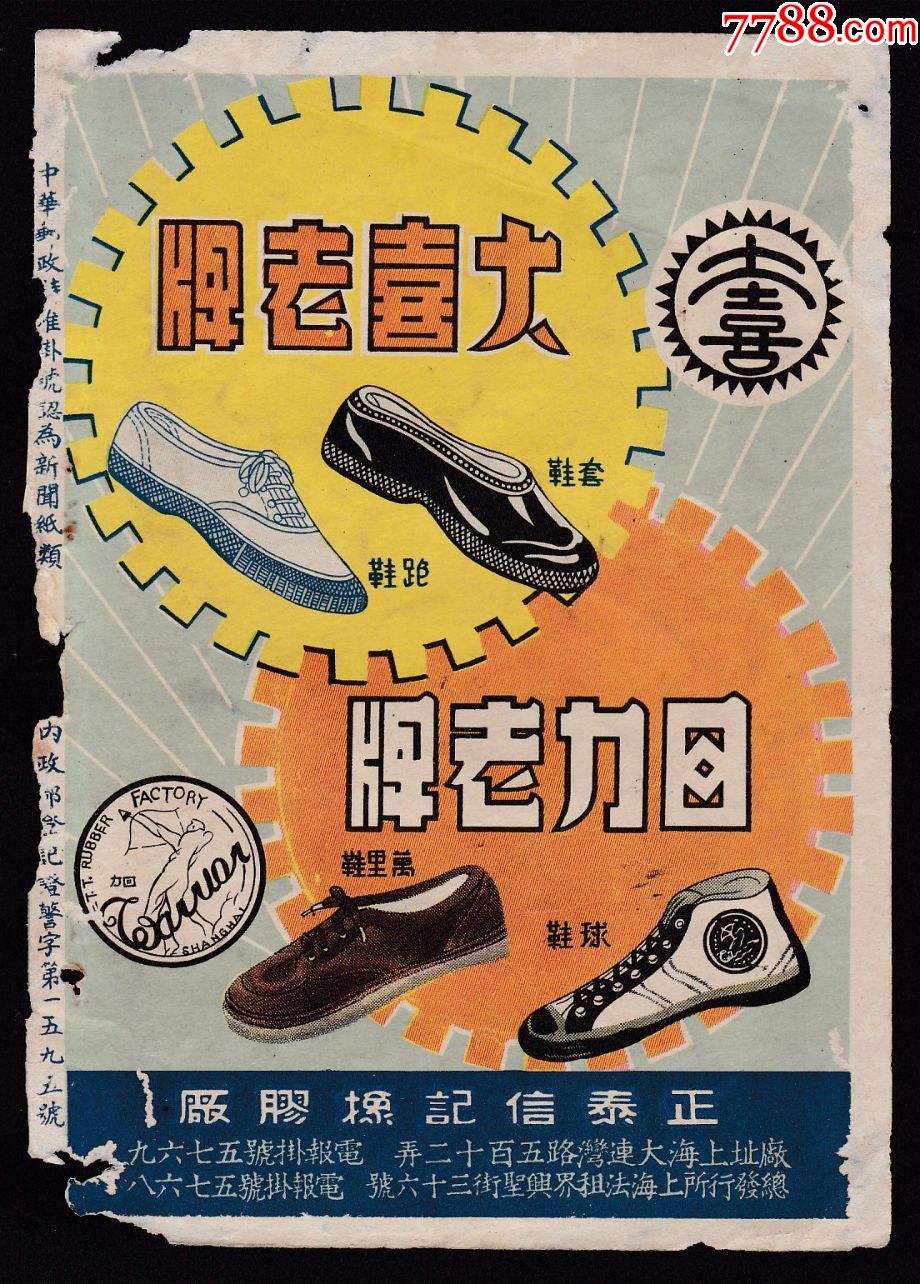 7788.com
中華郵政特准掛號認為新聞紙類
內政部登記證警字第一五九五號
大喜
大喜老牌
套鞋
跑鞋
回力老牌
萬里鞋
球鞋
T.T. RUBBER FACTORY
回力
Warrior
SHANGHAI
正泰信記橡膠廠
廠址上海大連灣路五百十二弄 電報掛號五七六九
總發行所上海法租界興聖街三十六號 電報掛號五七六八